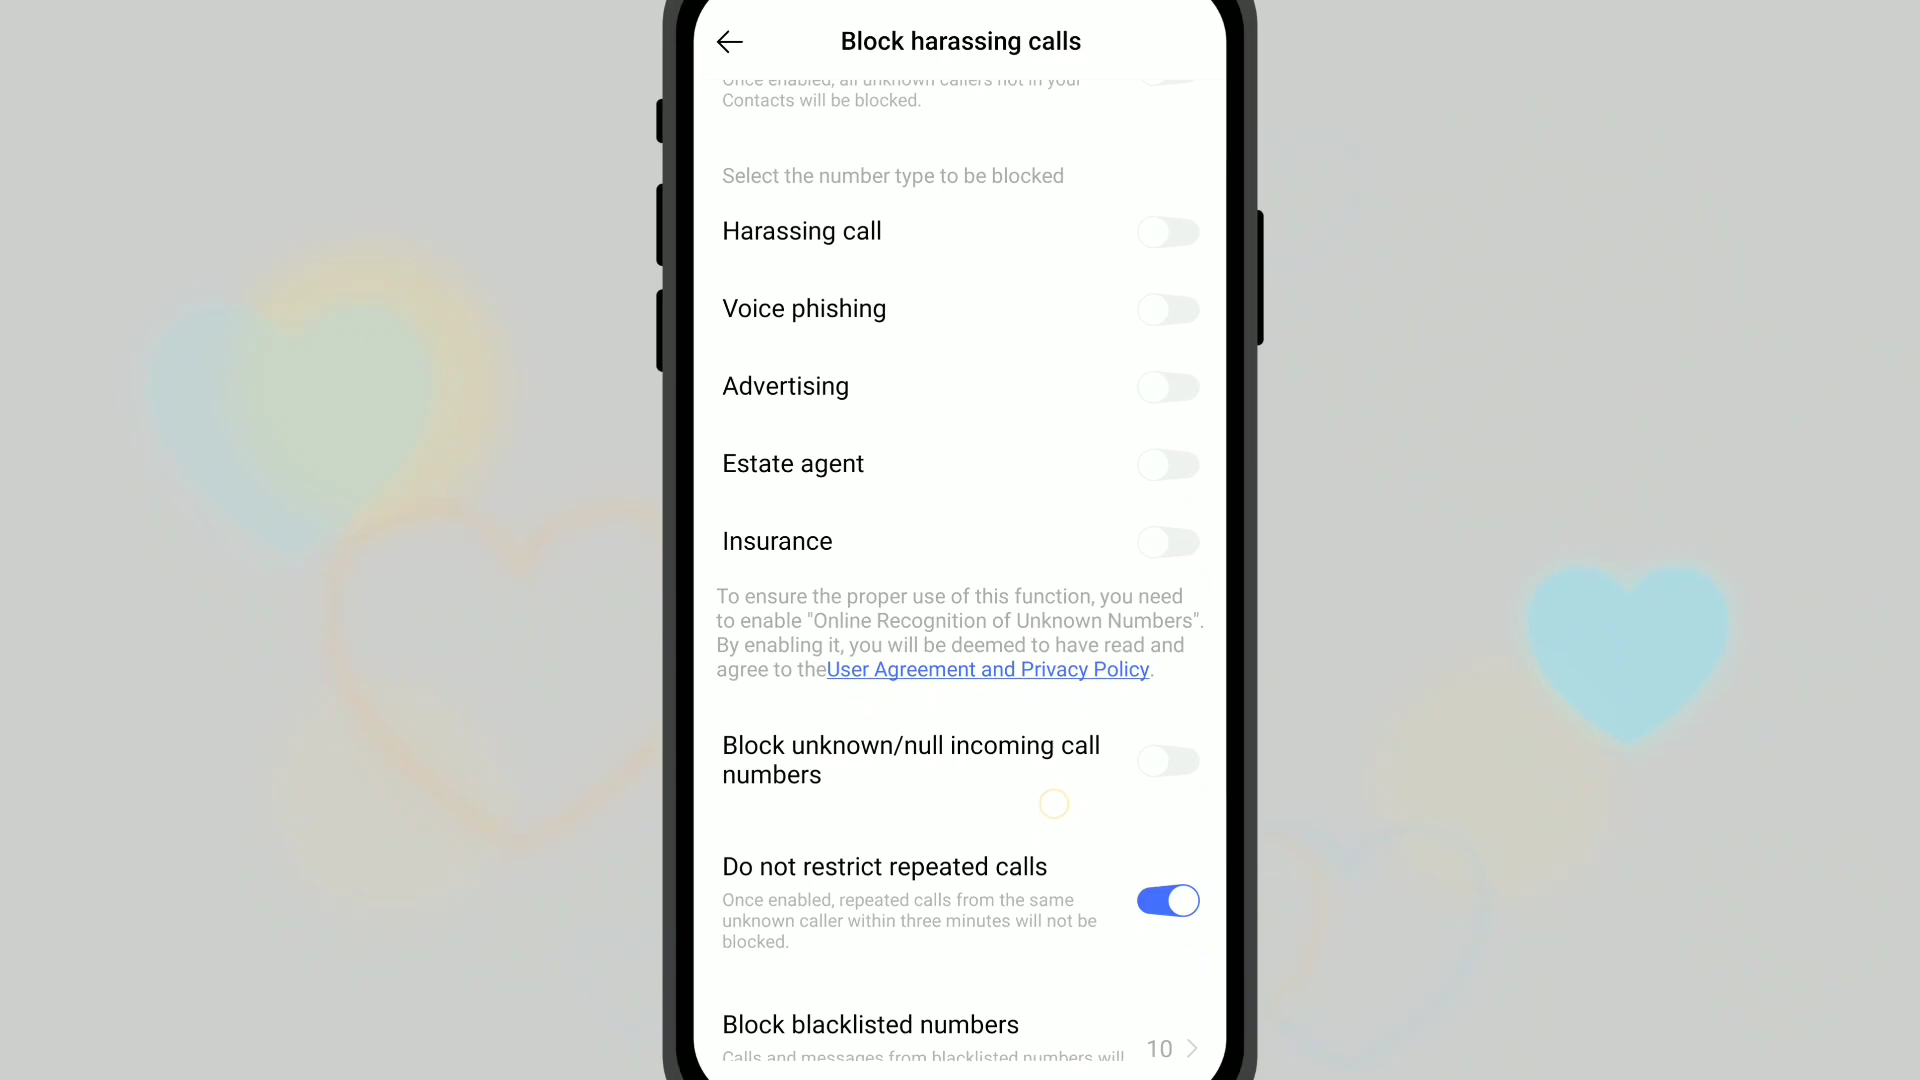 Block harassing calls
Once enabled, all unknown callers not in your
Contacts will be blocked.
Select the number type to be blocked
Harassing call
Voice phishing
Advertising
Estate agent
Insurance
To ensure the proper use of this function, you need
to enable "Online Recognition of Unknown Numbers".
By enabling it, you will be deemed to have read and
agree to theUser Agreement and Privacy Policy.
Block unknown/null incoming call
numbers
Do not restrict repeated calls
Once enabled, repeated calls from the same
unknown caller within three minutes will not be
blocked.
Block blacklisted numbers
10
Calls and messages from blacklisted numbers will